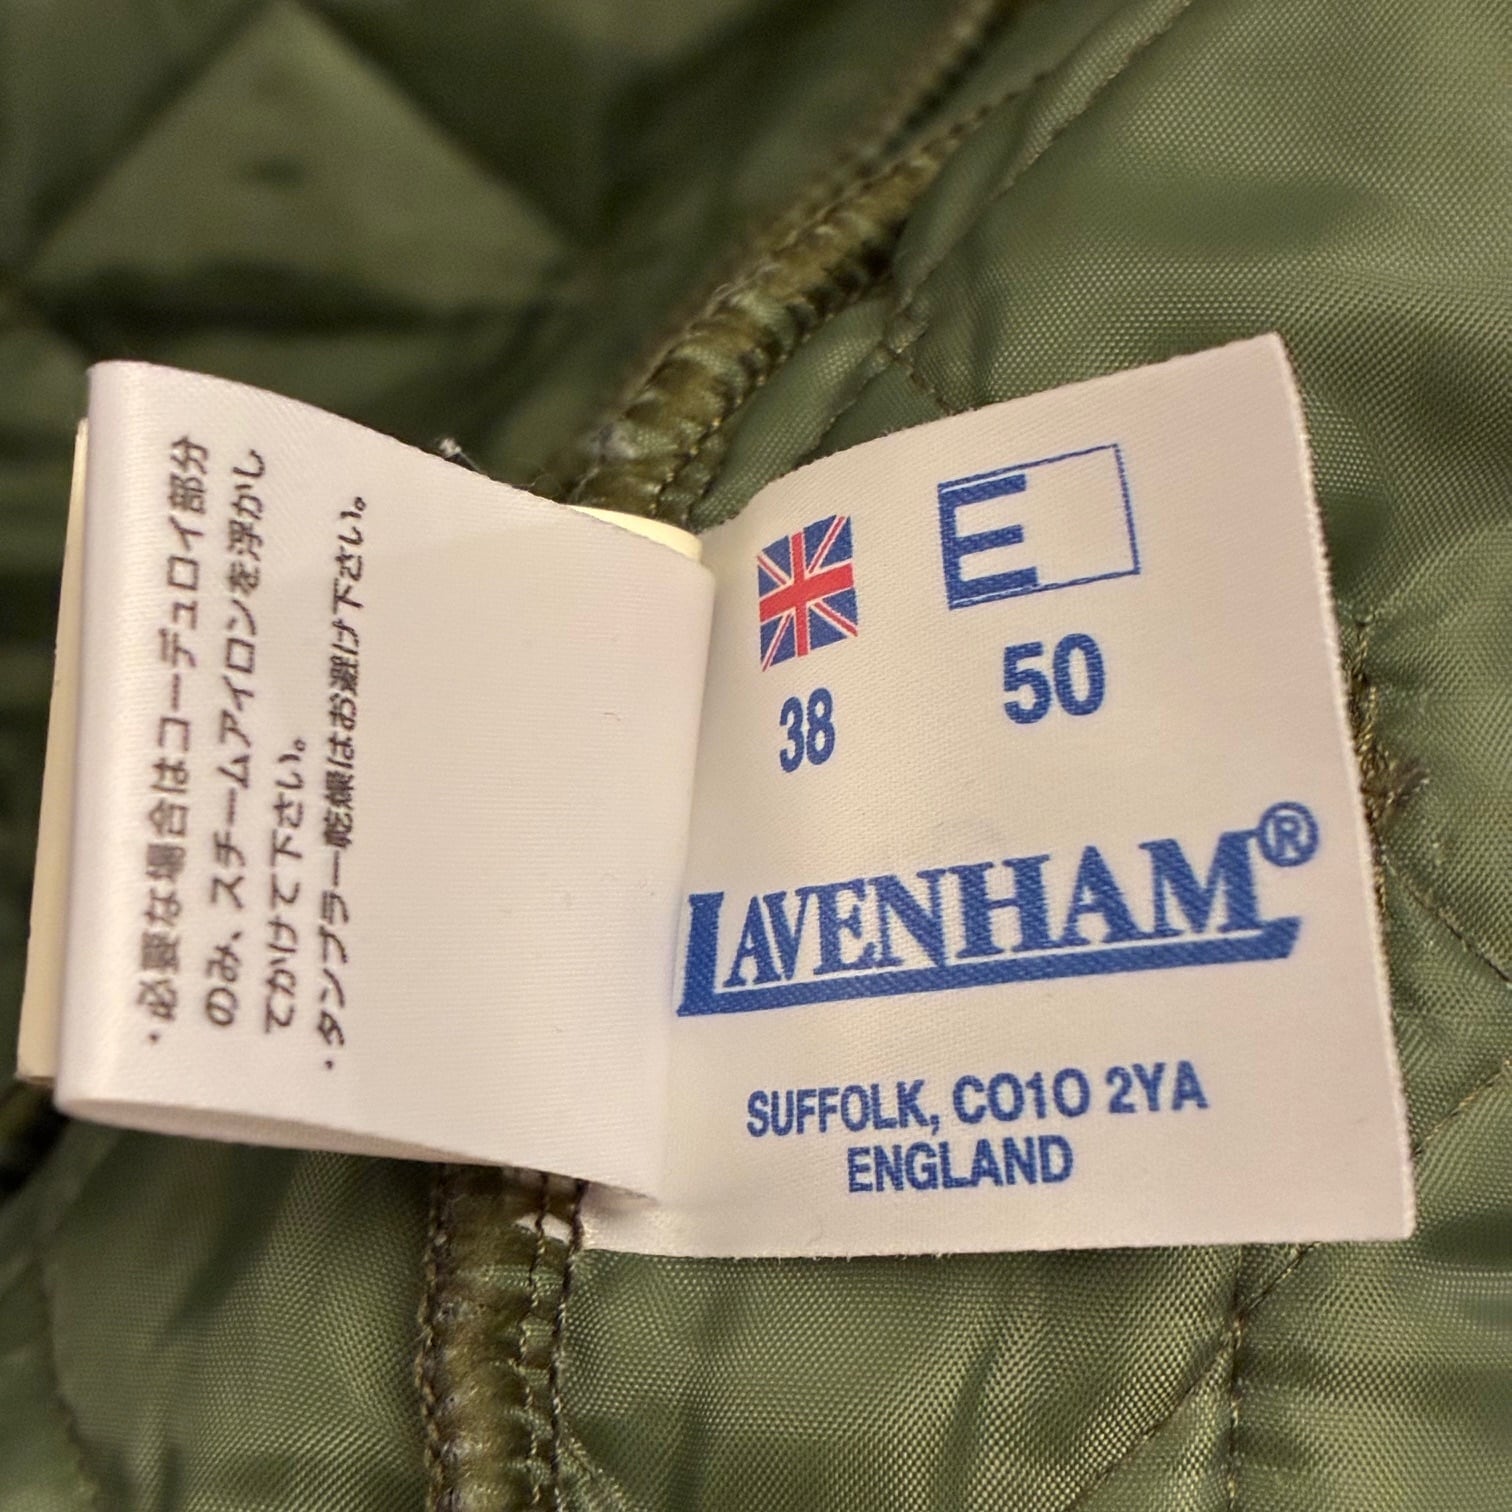 ・必要な場合はコーデュロイ部分
のみ、スチームアイロンを浮かし
てかけて下さい。
・タンブラー乾燥はお避け下さい。
E
38
50
LAVENHAM®
SUFFOLK, CO10 2YA
ENGLAND